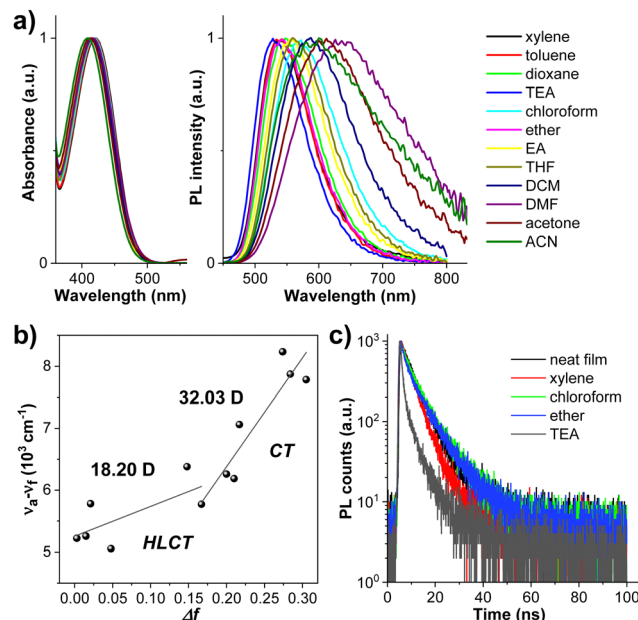 a)
Absorbance (a.u.)
1
0
400
500
Wavelength (nm)
PL intensity (a.u.)
1
0
500
600
700
800
Wavelength (nm)
xylene
toluene
dioxane
TEA
chloroform
ether
EA
THF
DCM
DMF
acetone
ACN
b)
νa-νf (10³ cm⁻¹)
8
7
6
5
32.03 D
CT
18.20 D
HLCT
0.00
0.05
0.10
0.15
0.20
0.25
0.30
Δf
c)
PL counts (a.u.)
10³
10²
10¹
10⁰
neat film
xylene
chloroform
ether
TEA
0
20
40
60
80
100
Time (ns)